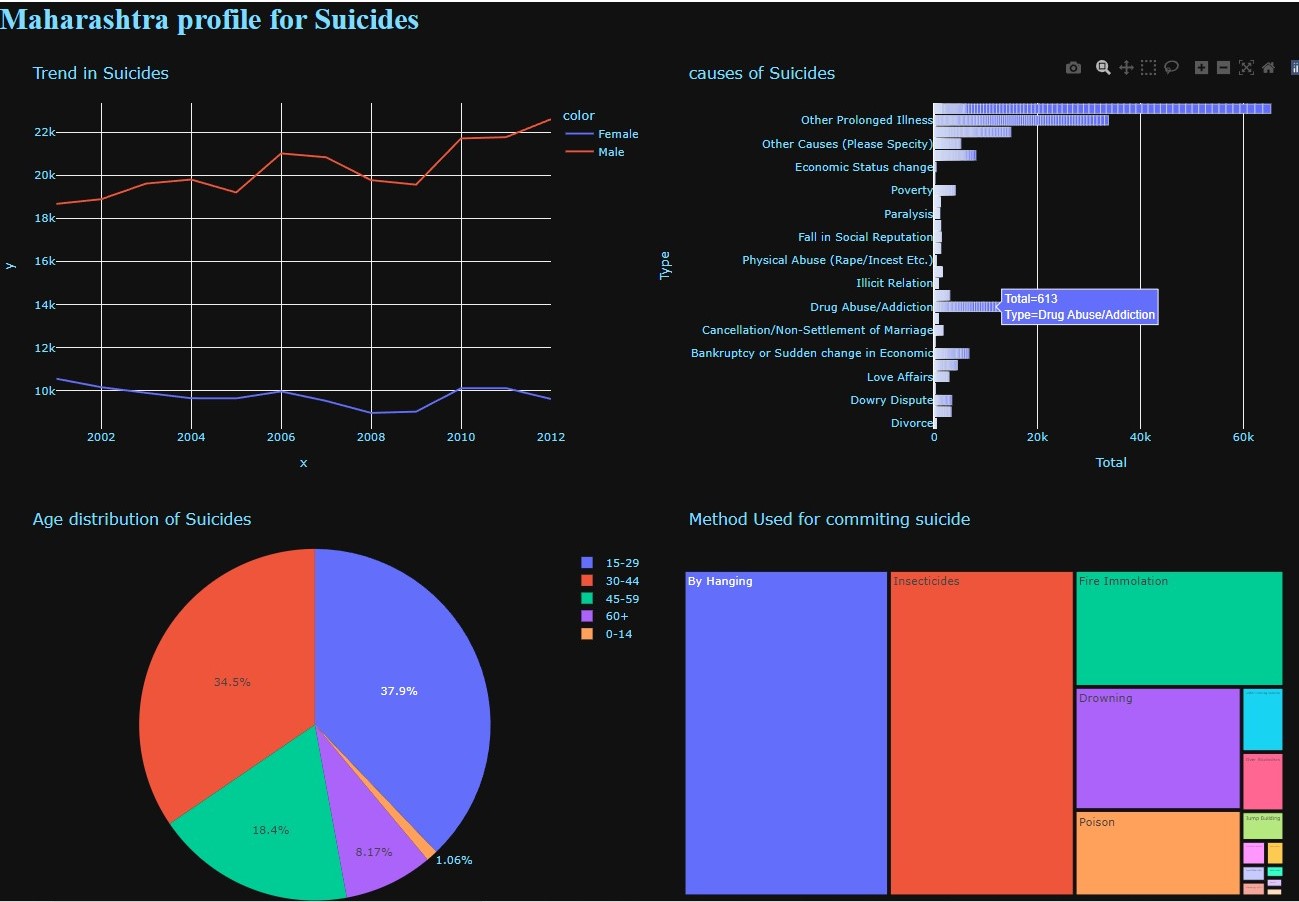 Maharashtra profile for Suicides
Trend in Suicides
22k
20k
18k
16k
14k
12k
10k
y
2002
2004
2006
2008
2010
2012
x
color
Female
Male
causes of Suicides
Type
Other Prolonged Illness
Other Causes (Please Specity)
Economic Status change
Poverty
Paralysis
Fall in Social Reputation
Physical Abuse (Rape/Incest Etc.)
Illicit Relation
Drug Abuse/Addiction
Cancellation/Non-Settlement of Marriage
Bankruptcy or Sudden change in Economic
Love Affairs
Dowry Dispute
Divorce
Total=613
Type=Drug Abuse/Addiction
0
20k
40k
60k
Total
Age distribution of Suicides
34.5%
37.9%
18.4%
8.17%
1.06%
15-29
30-44
45-59
60+
0-14
Method Used for commiting suicide
By Hanging
Insecticides
Fire Immolation
Drowning
Poison
Jump Building